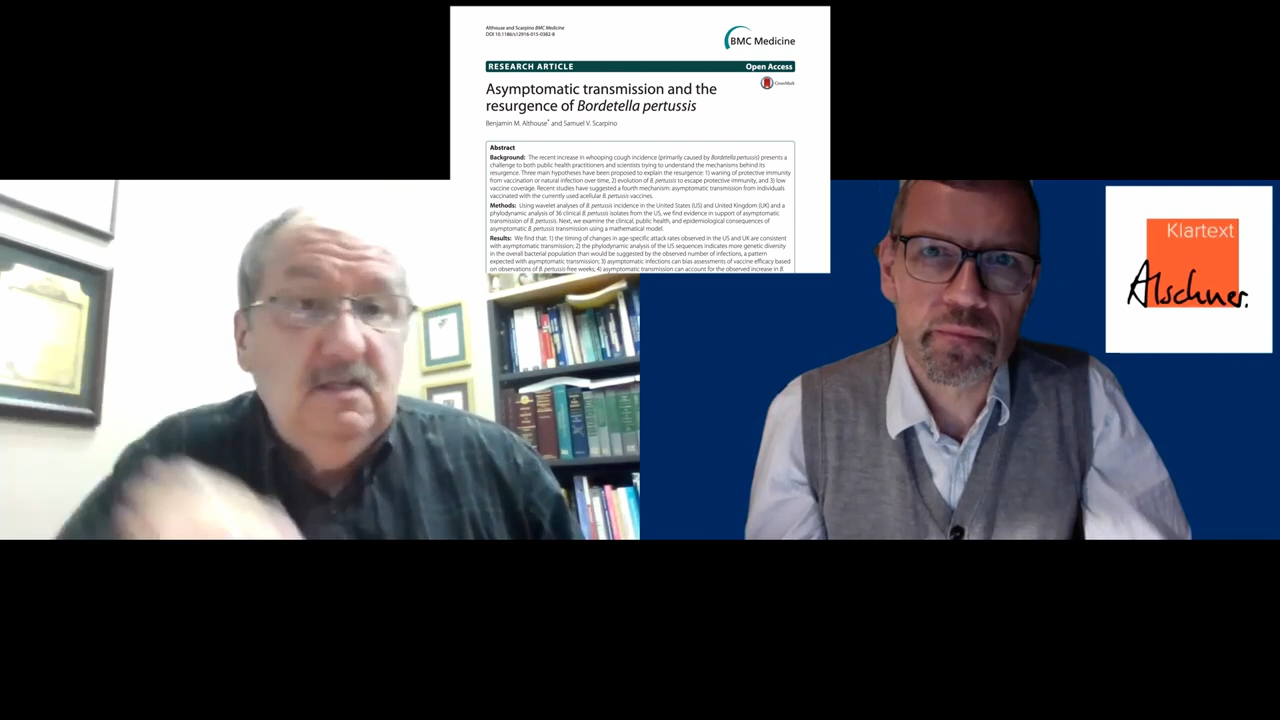 Althouse and Scarpino BMC Medicine
DOI 10.1186/s12916-015-0382-8
BMC Medicine
RESEARCH ARTICLE Open Access
CrossMark
Asymptomatic transmission and the
resurgence of Bordetella pertussis
Benjamin M. Althouse* and Samuel V. Scarpino
Abstract
Background: The recent increase in whooping cough incidence (primarily caused by Bordetella pertussis) presents a
challenge to both public health practitioners and scientists trying to understand the mechanisms behind its
resurgence. Three main hypotheses have been proposed to explain the resurgence: 1) waning of protective immunity
from vaccination or natural infection over time, 2) evolution of B. pertussis to escape protective immunity, and 3) low
vaccine coverage. Recent studies have suggested a fourth mechanism: asymptomatic transmission from individuals
vaccinated with the currently used acellular B. pertussis vaccines.
Methods: Using wavelet analyses of B. pertussis incidence in the United States (US) and United Kingdom (UK) and a
phylodynamic analysis of 36 clinical B. pertussis isolates from the US, we find evidence in support of asymptomatic
transmission of B. pertussis. Next, we examine the clinical, public health, and epidemiological consequences of
asymptomatic B. pertussis transmission using a mathematical model.
Results: We find that: 1) the timing of changes in age-specific attack rates observed in the US and UK are consistent
with asymptomatic transmission; 2) the phylodynamic analysis of the US sequences indicates more genetic diversity
in the overall bacterial population than would be suggested by the observed number of infections, a pattern
expected with asymptomatic transmission; 3) asymptomatic infections can bias assessments of vaccine efficacy based
on observations of B. pertussis-free weeks; 4) asymptomatic transmission can account for the observed increase in B.
Klartext
Alschner.